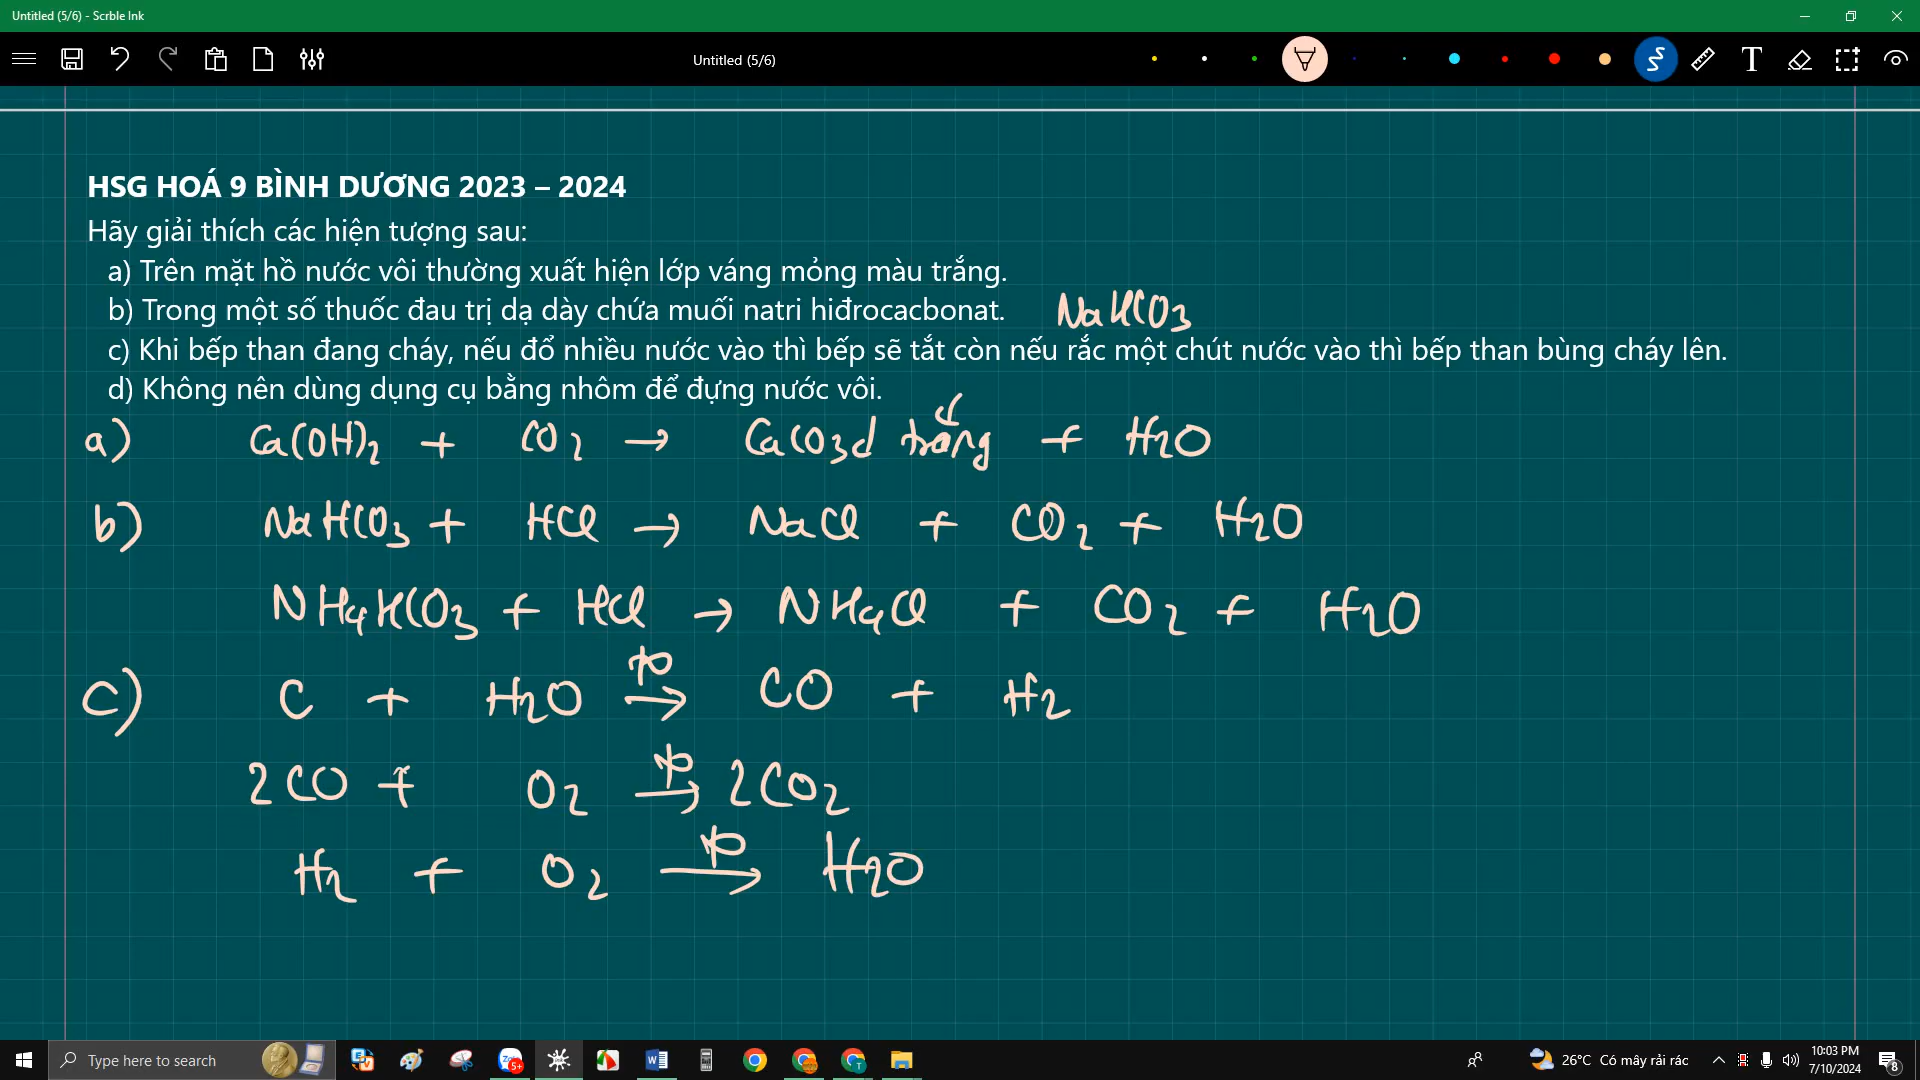 Untitled (5/6) - Scrble Ink
Untitled (5/6)
T
HSG HOÁ 9 BÌNH DƯƠNG 2023 – 2024
Hãy giải thích các hiện tượng sau:
a) Trên mặt hồ nước vôi thường xuất hiện lớp váng mỏng màu trắng.
b) Trong một số thuốc đau trị dạ dày chứa muối natri hiđrocacbonat. NaHCO3
c) Khi bếp than đang cháy, nếu đổ nhiều nước vào thì bếp sẽ tắt còn nếu rắc một chút nước vào thì bếp than bùng cháy lên.
d) Không nên dùng dụng cụ bằng nhôm để đựng nước vôi.
a) Ca(OH)2 + CO2 → CaCO3↓ trắng + H2O
b) NaHCO3 + HCl → NaCl + CO2 + H2O
NH4HCO3 + HCl → NH4Cl + CO2 + H2O
c) C + H2O –to→ CO + H2
2CO + O2 –to→ 2CO2
H2 + O2 –to→ H2O
Type here to search
26°C Có mây rải rác
10:03 PM
7/10/2024
8